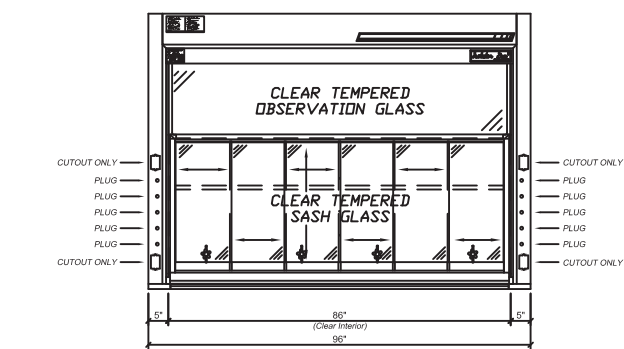 CLEAR TEMPERED
OBSERVATION GLASS
CUTOUT ONLY
CUTOUT ONLY
PLUG
PLUG
PLUG
PLUG
CLEAR TEMPERED
SASH GLASS
PLUG
PLUG
PLUG
PLUG
PLUG
PLUG
CUTOUT ONLY
CUTOUT ONLY
5"
86"
5"
(Clear Interior)
96"